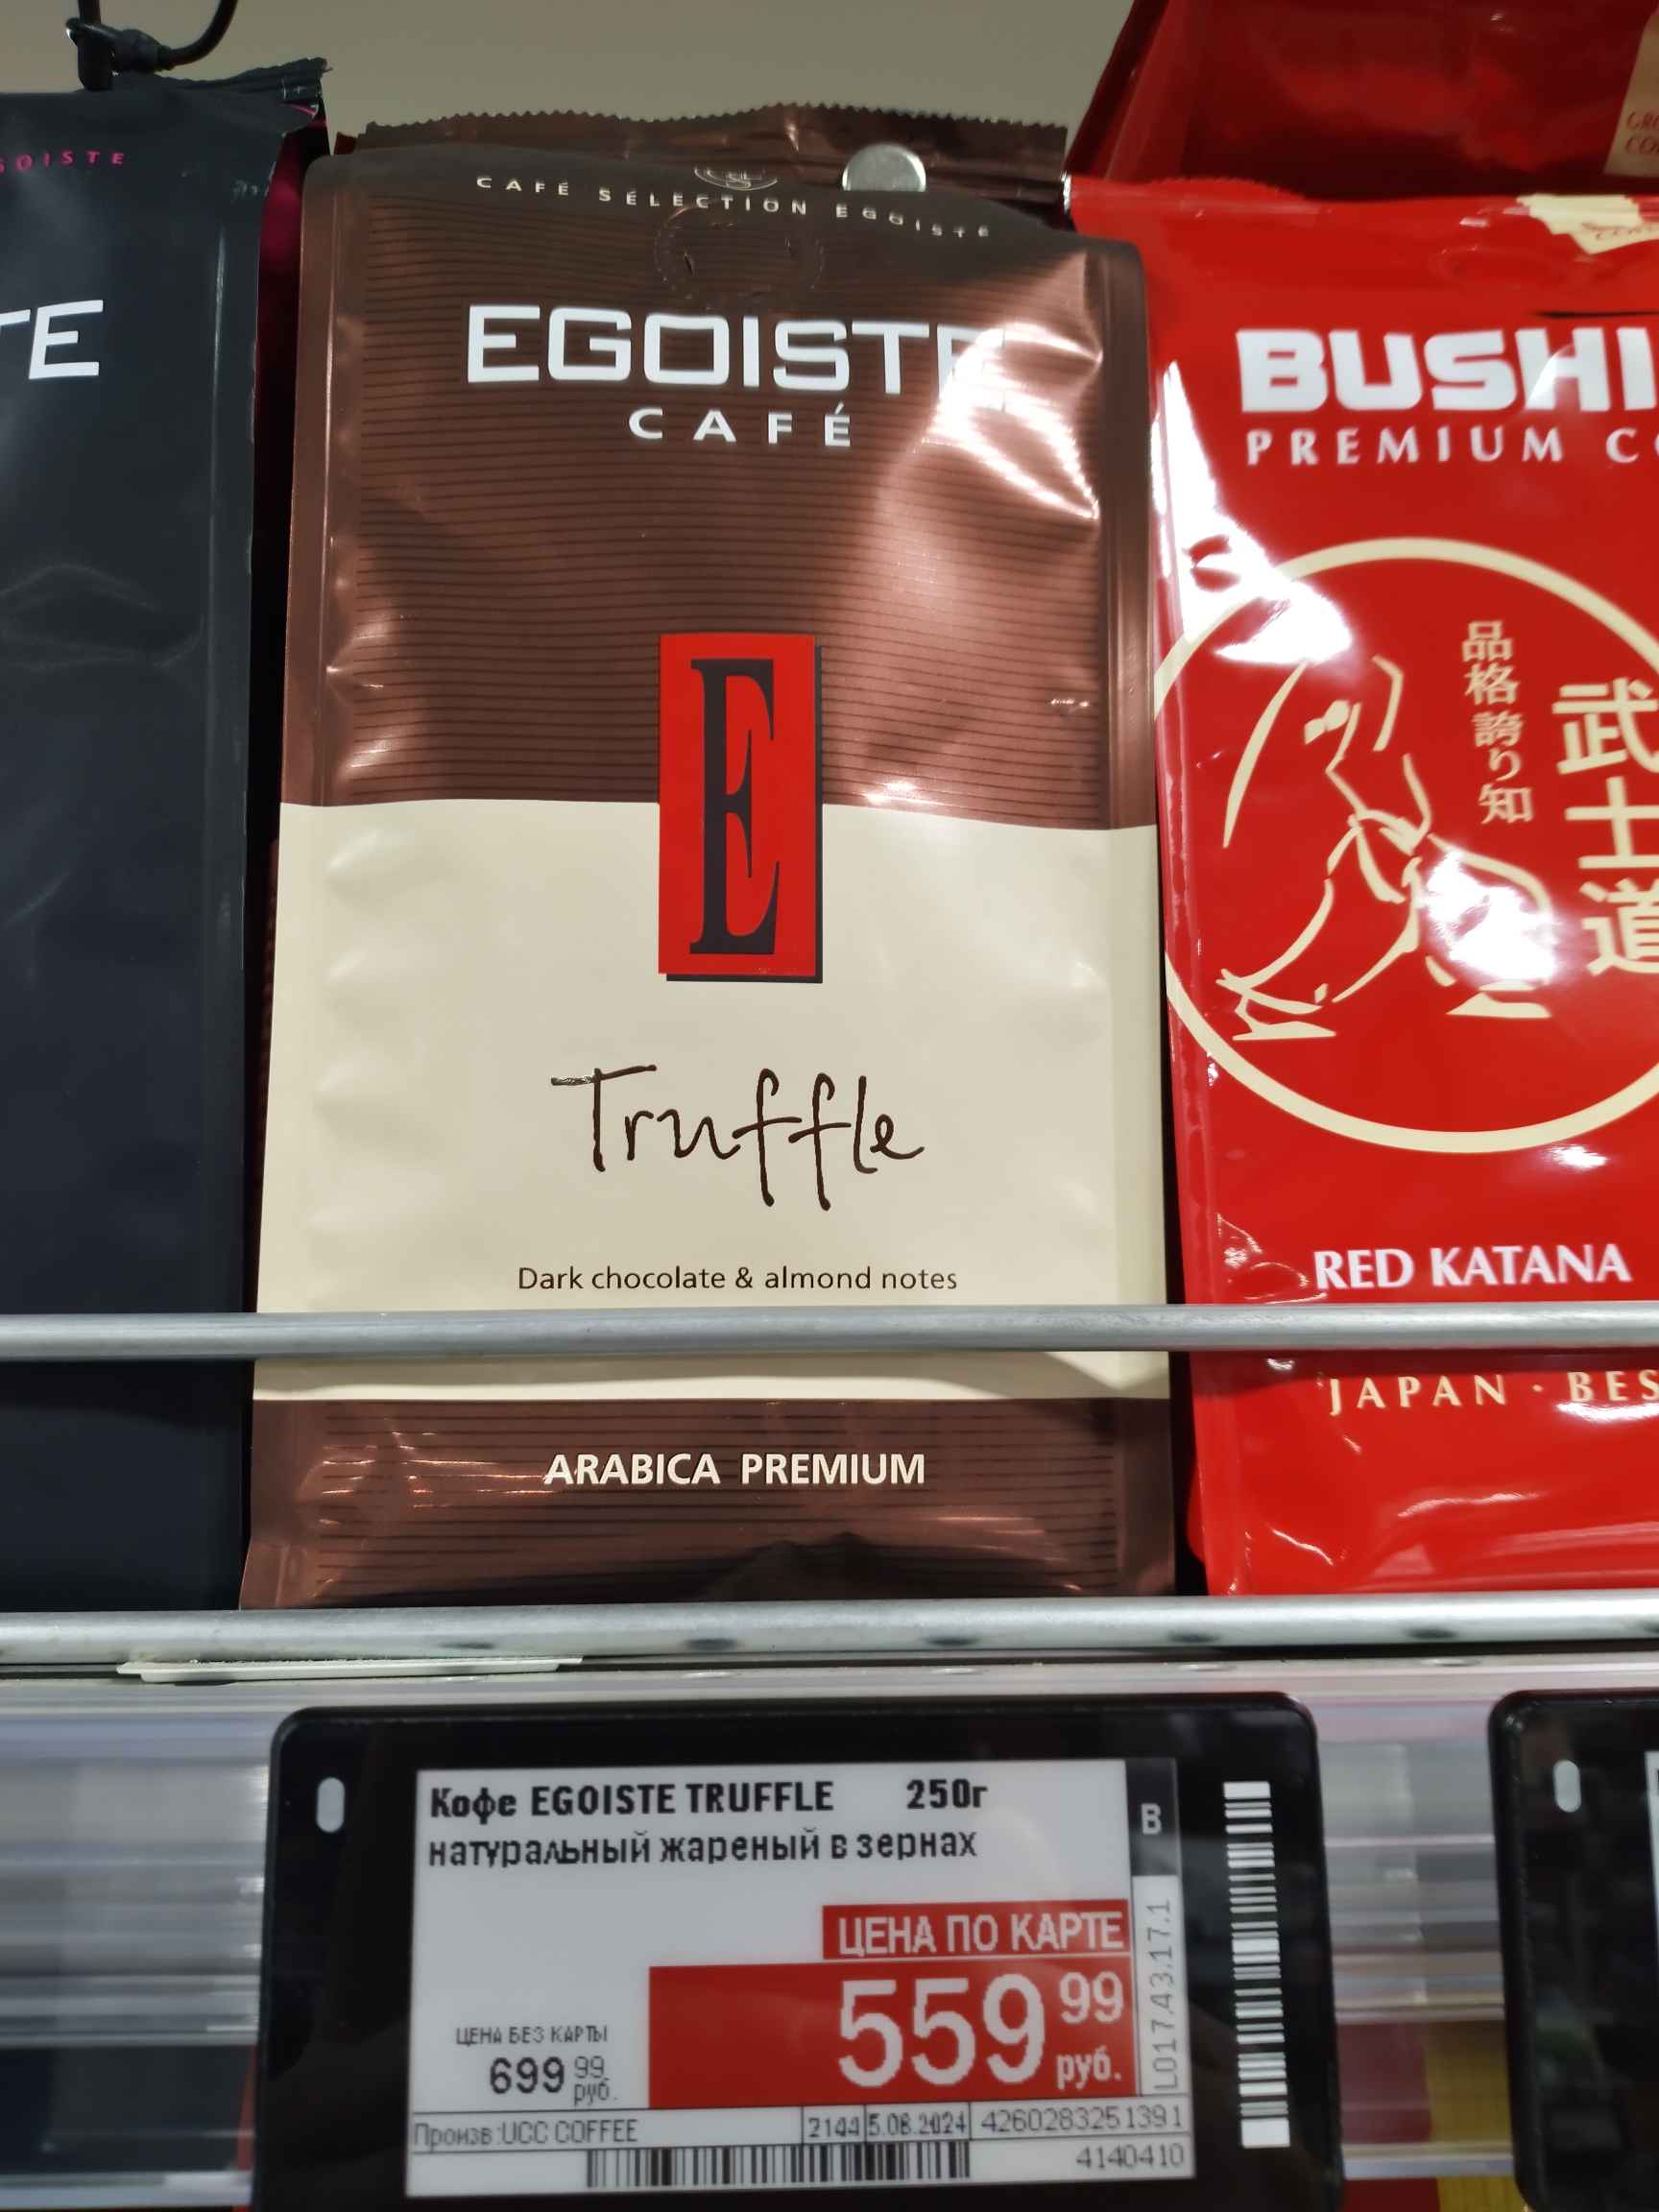 CAFÉ SÉLECTION EGOISTE
EGOISTE
CAFÉ
E
Truffle
Dark chocolate & almond notes
ARABICA PREMIUM
BUSHI
PREMIUM
品格誇り知
武士道
RED KATANA
JAPAN · BES
Кофе EGOISTE TRUFFLE 250г
натуральный жареный в зернах
B
ЦЕНА ПО КАРТЕ
559 99
руб.
ЦЕНА БЕЗ КАРТЫ
699 99
руб.
L017.43.17.1
Произв:UCC COFFEE 2144 5.08.2024 4260283251391
4140410